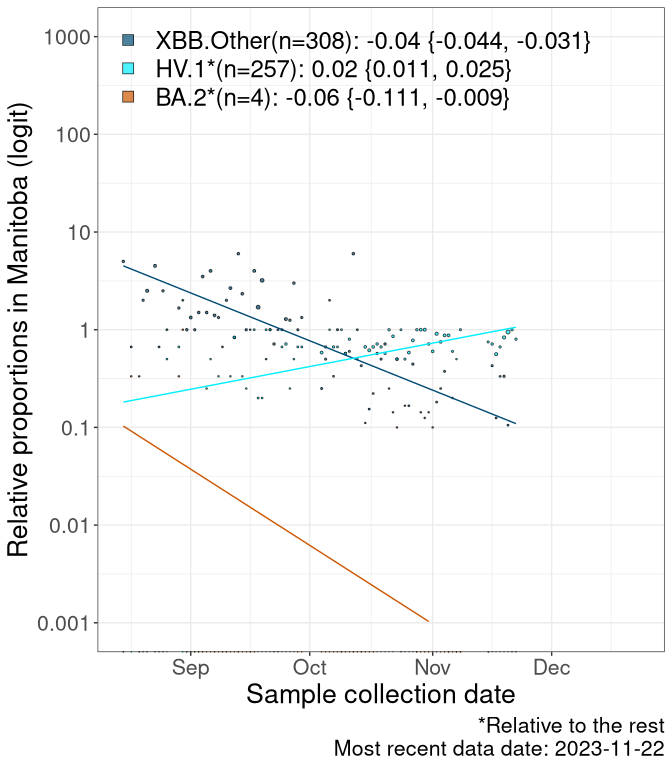 1000
100
10
1
0.1
0.01
0.001
Relative proportions in Manitoba (logit)
XBB.Other(n=308): -0.04 {-0.044, -0.031}
HV.1*(n=257): 0.02 {0.011, 0.025}
BA.2*(n=4): -0.06 {-0.111, -0.009}
Sep Oct Nov Dec
Sample collection date
*Relative to the rest
Most recent data date: 2023-11-22